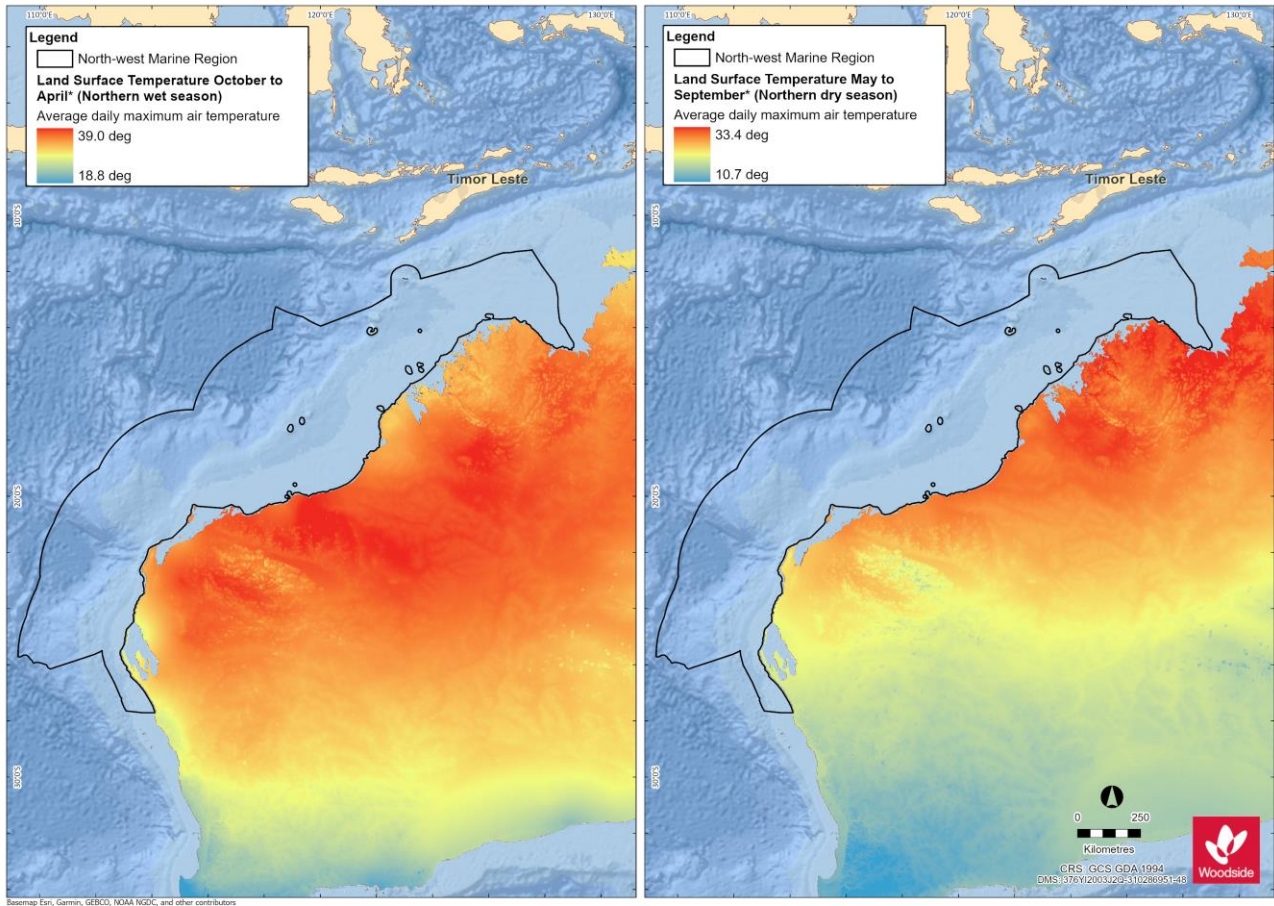 110°0'E
120°0'E
130°0'E
Legend
North-west Marine Region
Land Surface Temperature October to
April* (Northern wet season)
Average daily maximum air temperature
39.0 deg
18.8 deg
Timor Leste
10°0'S
20°0'S
30°0'S
110°0'E
120°0'E
130°0'E
Legend
North-west Marine Region
Land Surface Temperature May to
September* (Northern dry season)
Average daily maximum air temperature
33.4 deg
10.7 deg
Timor Leste
10°0'S
20°0'S
30°0'S
0 250
Kilometres
CRS: GCS GDA 1994
DMS: 376YI2003J2Q-310286951-48
Woodside
Basemap Esri, Garmin, GEBCO, NOAA NGDC, and other contributors